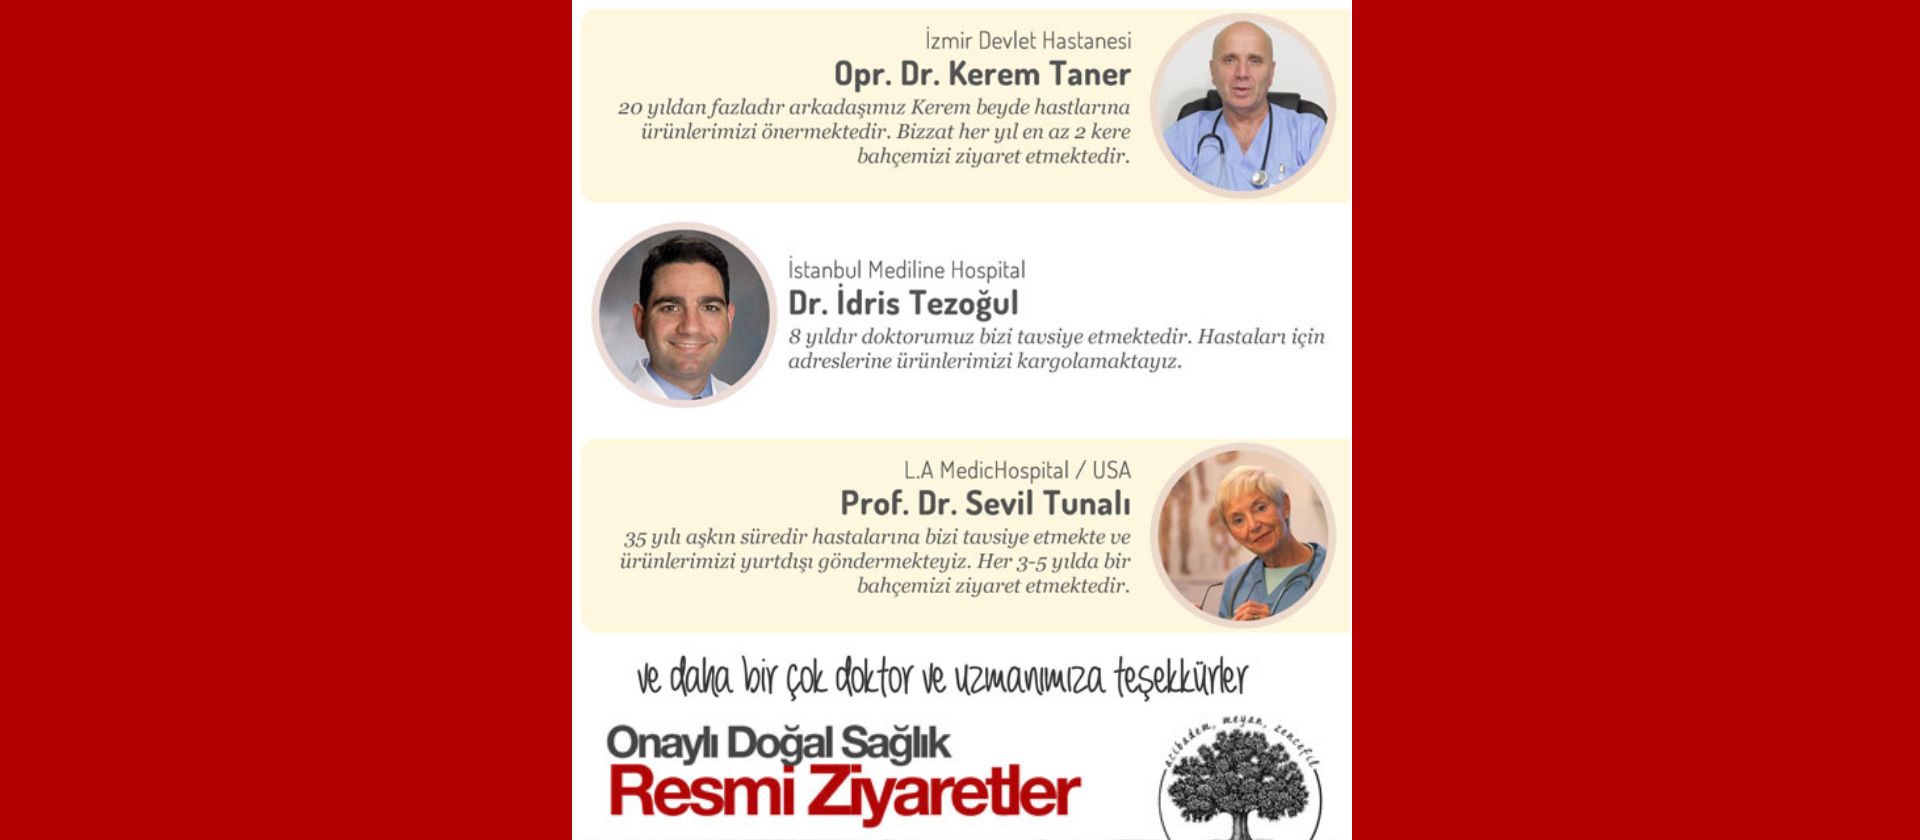 İzmir Devlet Hastanesi
Opr. Dr. Kerem Taner
20 yıldan fazladır arkadaşımız Kerem beyde hastlarına
ürünlerimizi önermektedir. Bizzat her yıl en az 2 kere
bahçemizi ziyaret etmektedir.
İstanbul Mediline Hospital
Dr. İdris Tezoğul
8 yıldır doktorumuz bizi tavsiye etmektedir. Hastaları için
adreslerine ürünlerimizi kargolamaktayız.
L.A MedicHospital / USA
Prof. Dr. Sevil Tunalı
35 yılı aşkın süredir hastalarına bizi tavsiye etmekte ve
ürünlerimizi yurtdışı göndermekteyiz. Her 3-5 yılda bir
bahçemizi ziyaret etmektedir.
ve daha bir çok doktor ve uzmanımıza teşekkürler
Onaylı Doğal Sağlık
Resmi Ziyaretler
acıbadem, meyan, zencefil